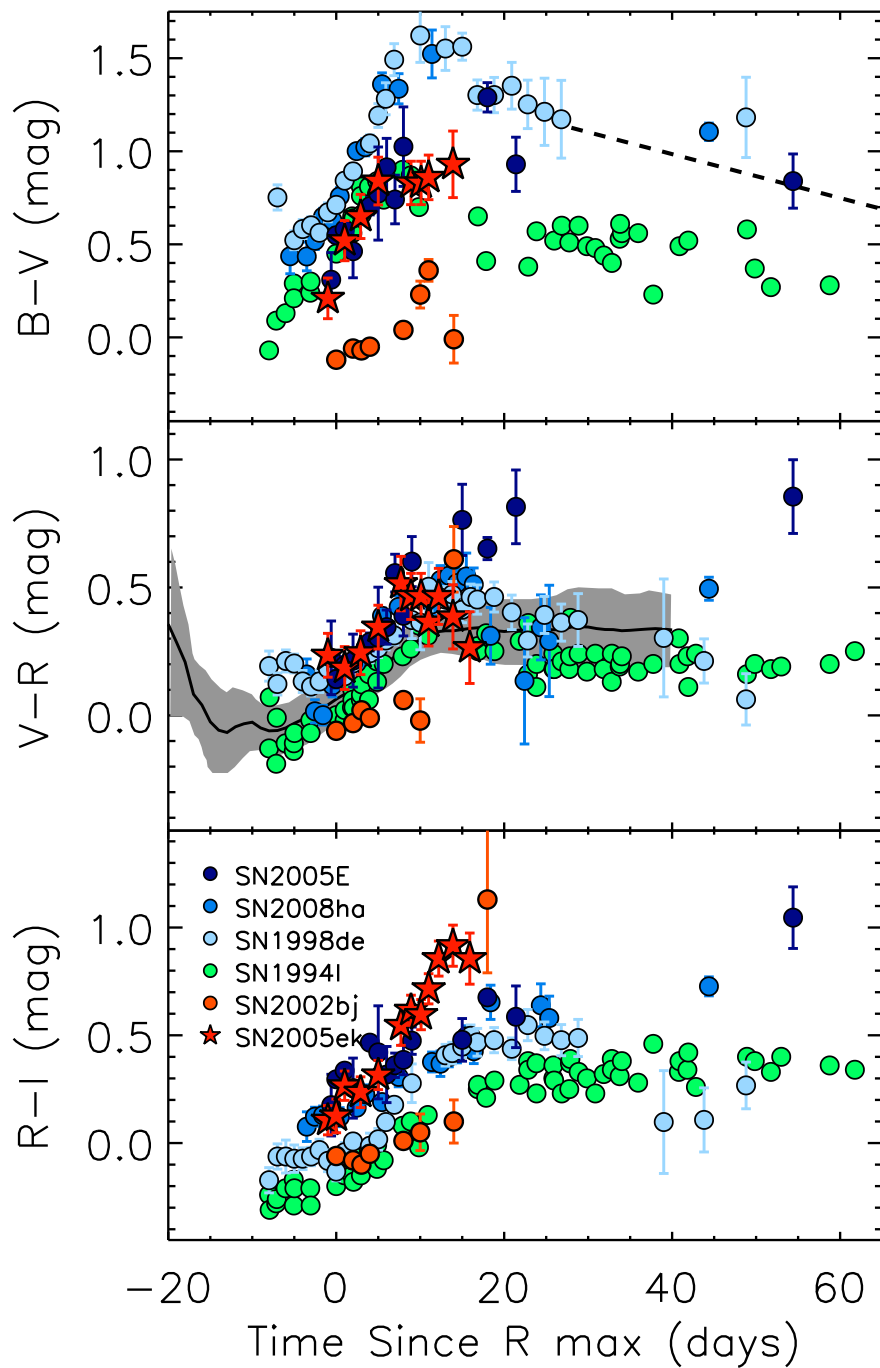 B−V (mag)
1.5
1.0
0.5
0.0
V−R (mag)
1.0
0.5
0.0
R−I (mag)
SN2005E
SN2008ha
SN1998de
SN1994I
SN2002bj
SN2005ek
1.0
0.5
0.0
−20 0 20 40 60
Time Since R max (days)